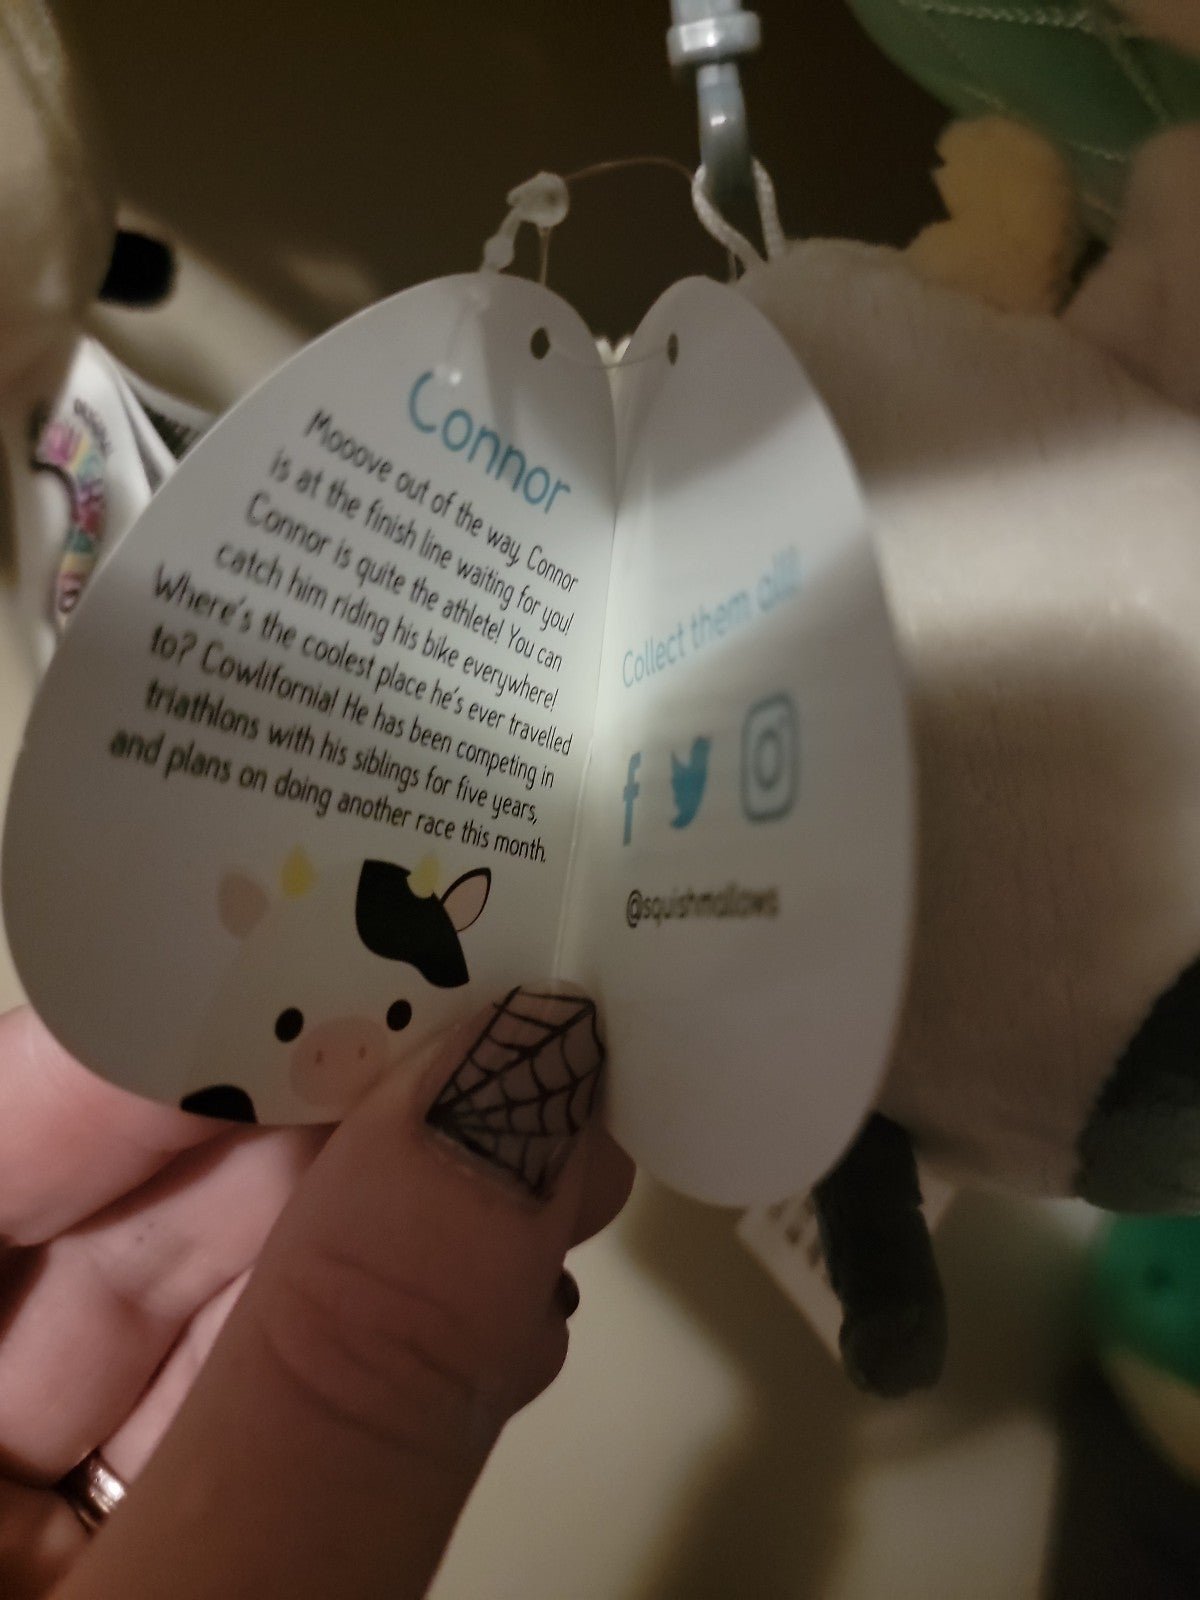 Connor
Mooove out of the way, Connor
is at the finish line waiting for you!
Connor is quite the athlete! You can
catch him riding his bike everywhere!
Where's the coolest place he's ever travelled
to? Cowlifornia! He has been competing in
triathlons with his siblings for five years,
and plans on doing another race this month.
Collect them all!
@squishmallows